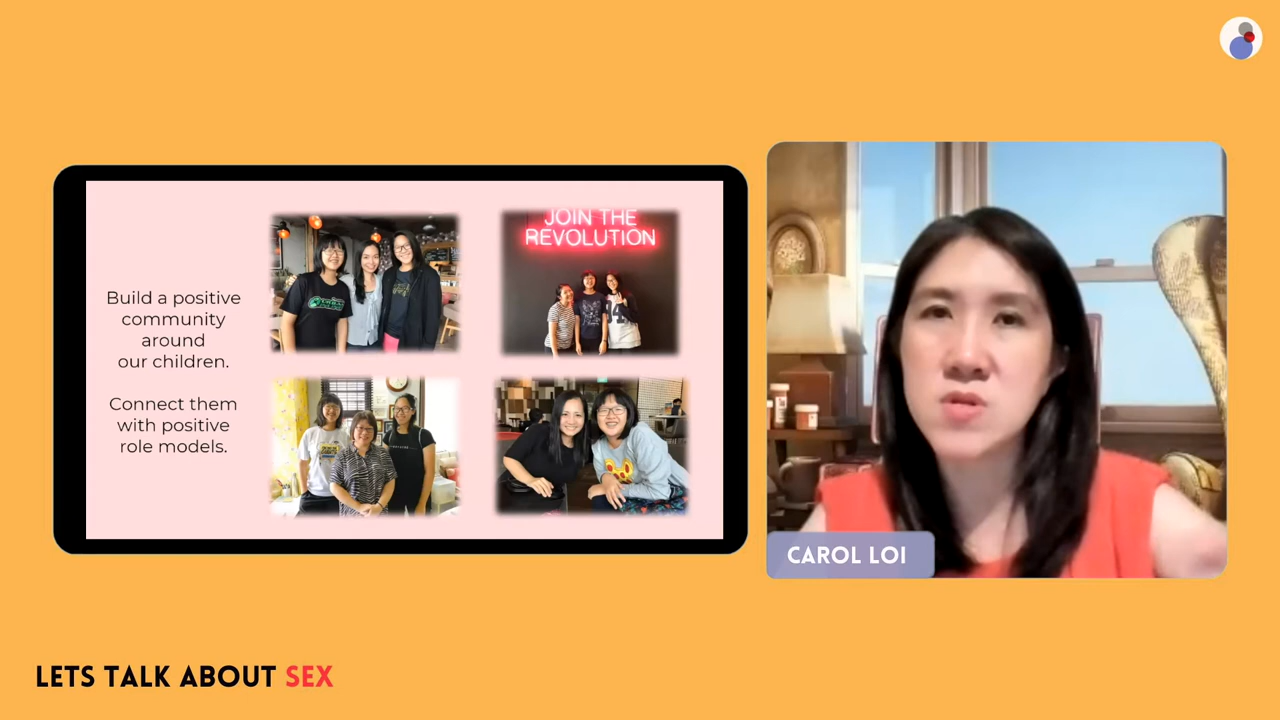 Build a positive
community
around
our children.
Connect them
with positive
role models.
JOIN THE
REVOLUTION
CAROL LOI
LETS TALK ABOUT SEX